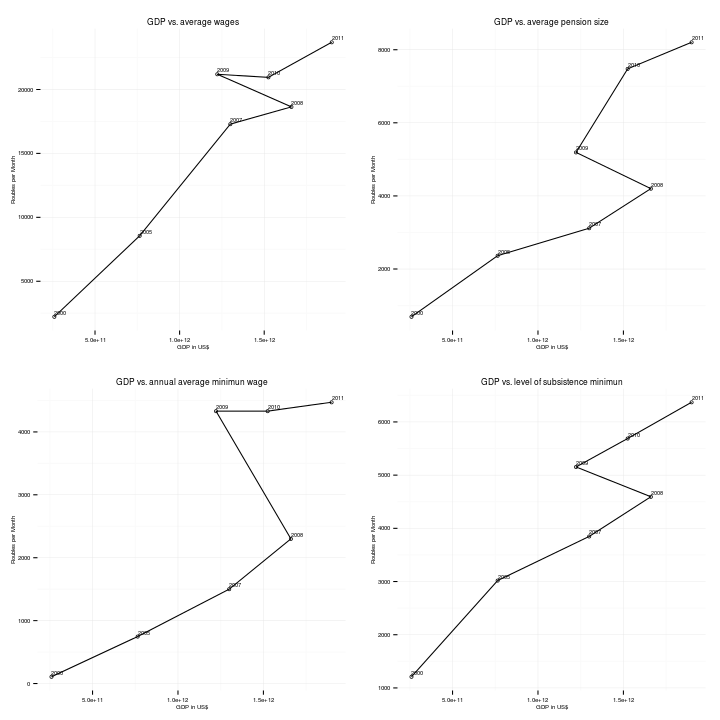 GDP vs. average wages
Roubles per Month
20000
15000
10000
5000
2000
2005
2007
2008
2009
2010
2011
5.0e+11
1.0e+12
1.5e+12
GDP in US$
GDP vs. average pension size
Roubles per Month
8000
6000
4000
2000
2000
2005
2007
2008
2009
2010
2011
5.0e+11
1.0e+12
1.5e+12
GDP in US$
GDP vs. annual average minimun wage
Roubles per Month
4000
3000
2000
1000
0
2000
2005
2007
2008
2009
2010
2011
5.0e+11
1.0e+12
1.5e+12
GDP in US$
GDP vs. level of subsistence minimun
Roubles per Month
6000
5000
4000
3000
2000
1000
2000
2005
2007
2008
2009
2010
2011
5.0e+11
1.0e+12
1.5e+12
GDP in US$